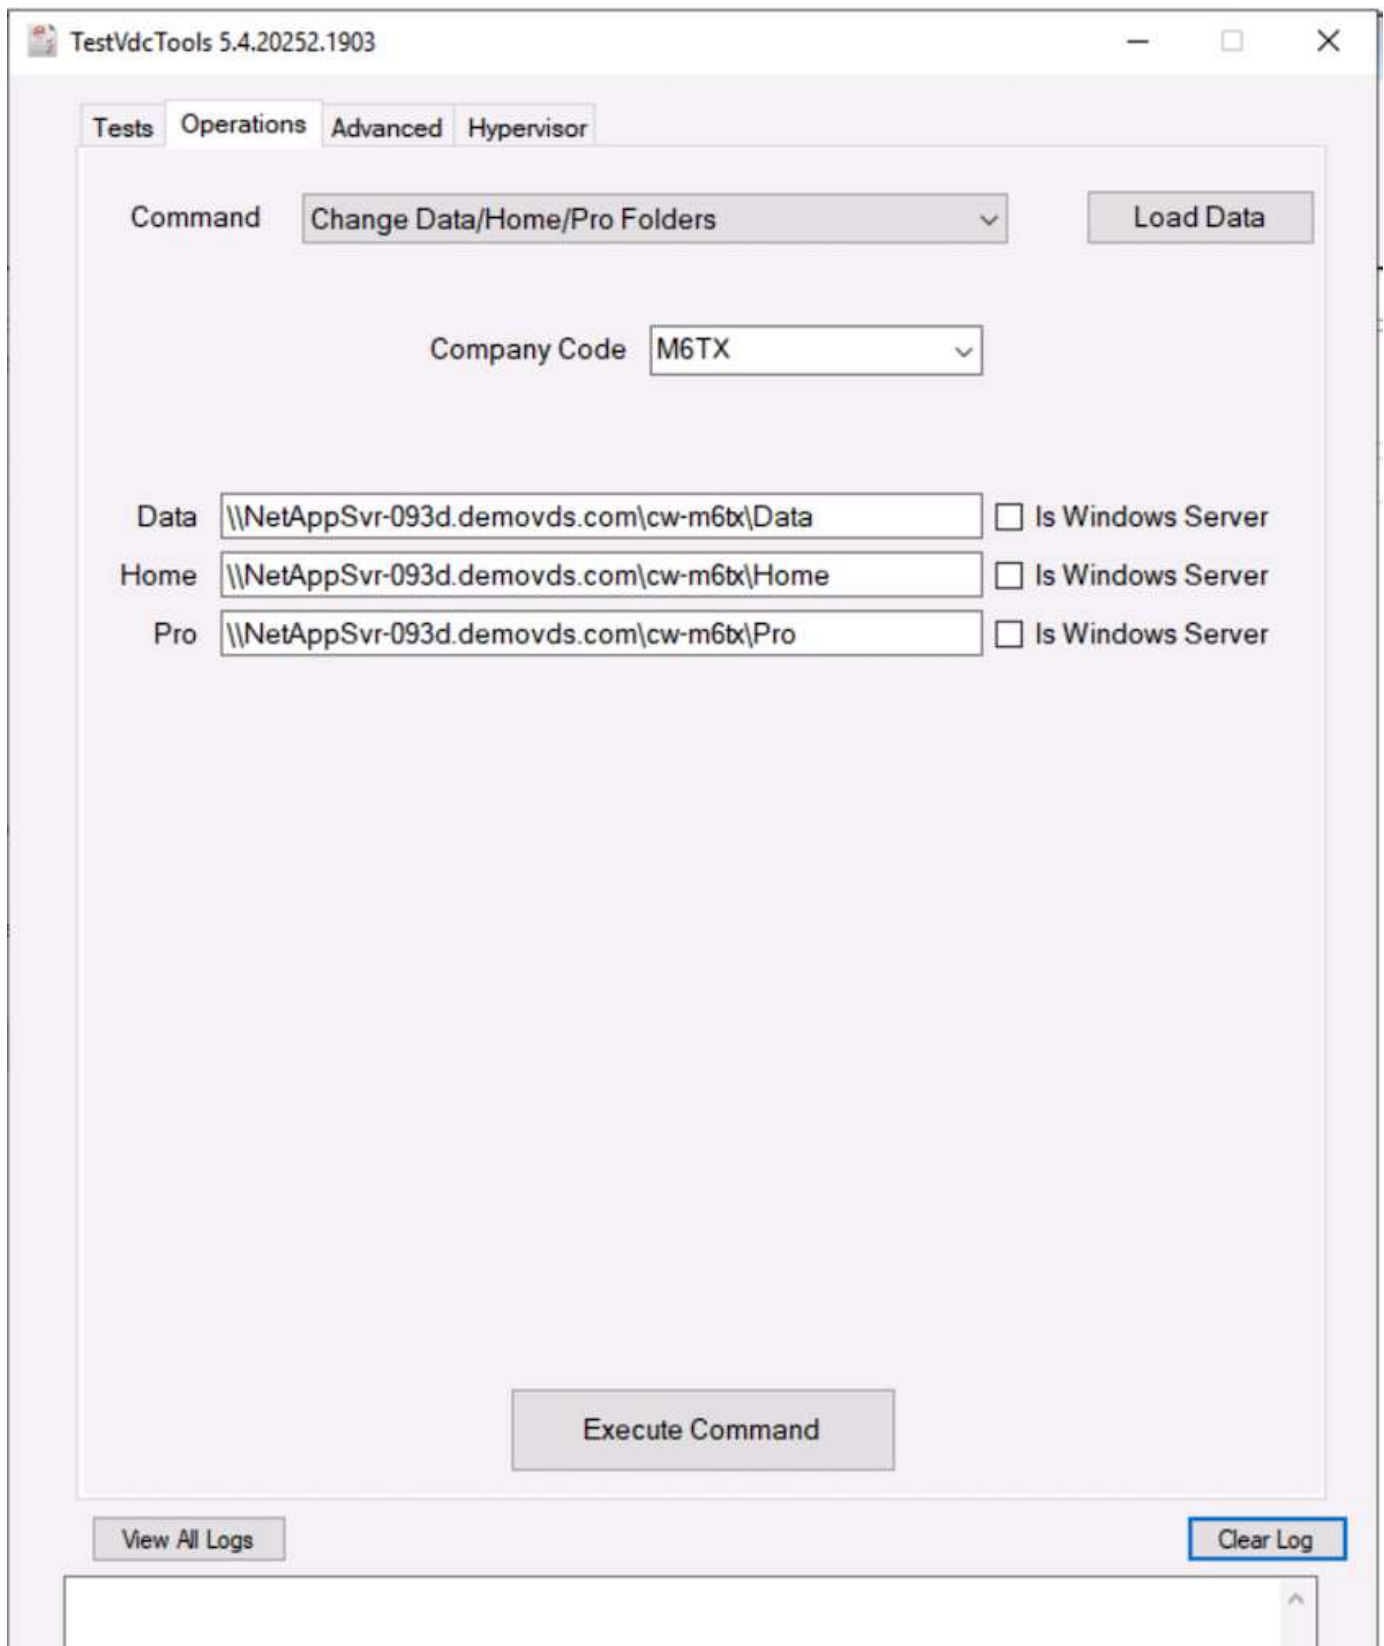 TestVdcTools 5.4.20252.1903
Tests Operations Advanced Hypervisor
Command Change Data/Home/Pro Folders Load Data
Company Code M6TX
Data \\NetAppSvr-093d.demovds.com\cw-m6tx\Data Is Windows Server
Home \\NetAppSvr-093d.demovds.com\cw-m6tx\Home Is Windows Server
Pro \\NetAppSvr-093d.demovds.com\cw-m6tx\Pro Is Windows Server
Execute Command
View All Logs Clear Log